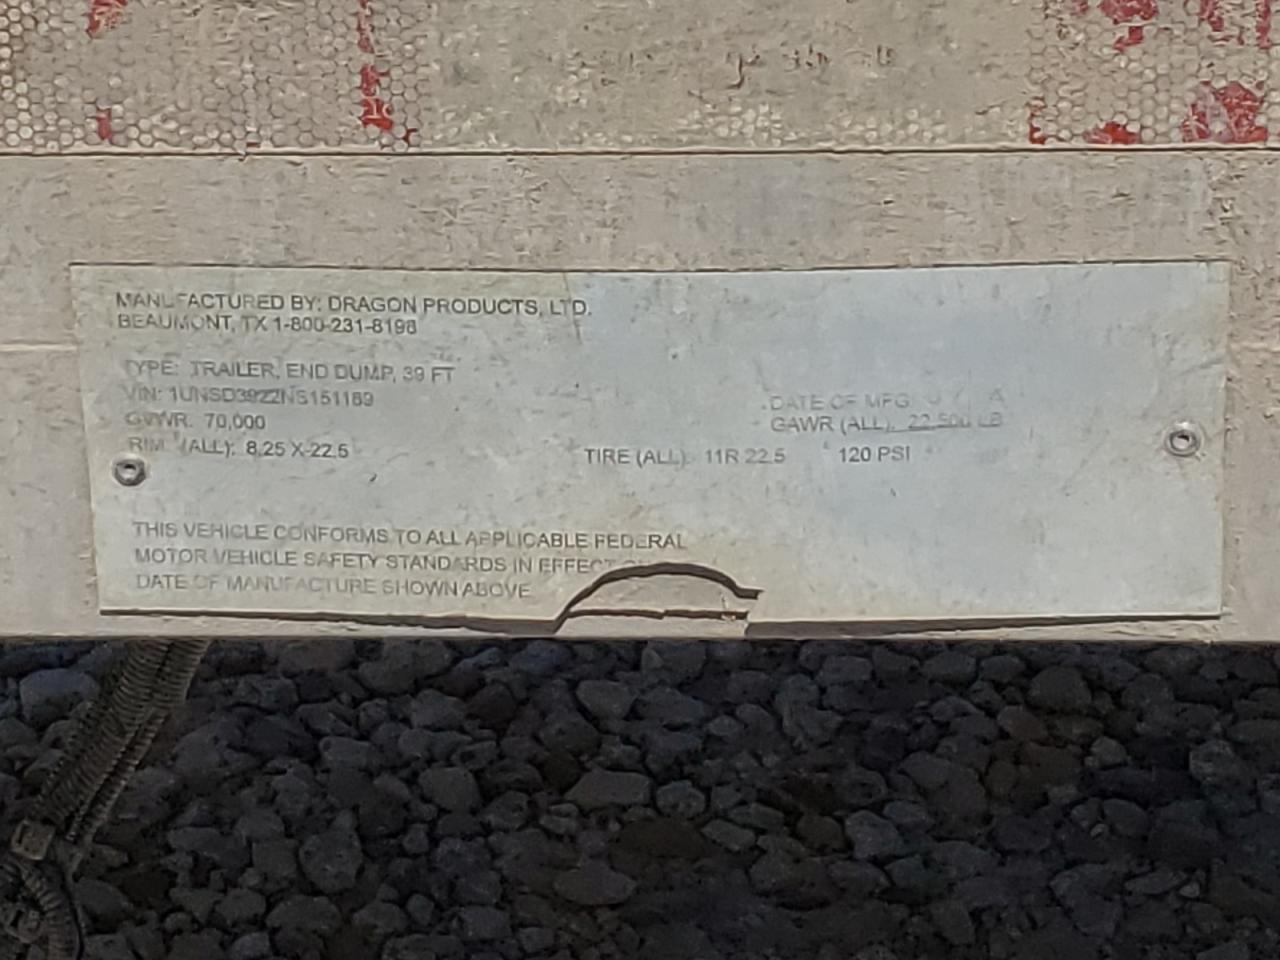 MANUFACTURED BY: DRAGON PRODUCTS, LTD.
BEAUMONT, TX 1-800-231-8198
TYPE: TRAILER, END DUMP, 39 FT
VIN: 1UNSD3922NS151189
DATE OF MFG
GVWR: 70,000
GAWR (ALL): 22,500 LB
RIM (ALL): 8.25 X 22.5
TIRE (ALL): 11R 22.5
120 PSI
THIS VEHICLE CONFORMS TO ALL APPLICABLE FEDERAL
MOTOR VEHICLE SAFETY STANDARDS IN EFFECT
DATE OF MANUFACTURE SHOWN ABOVE